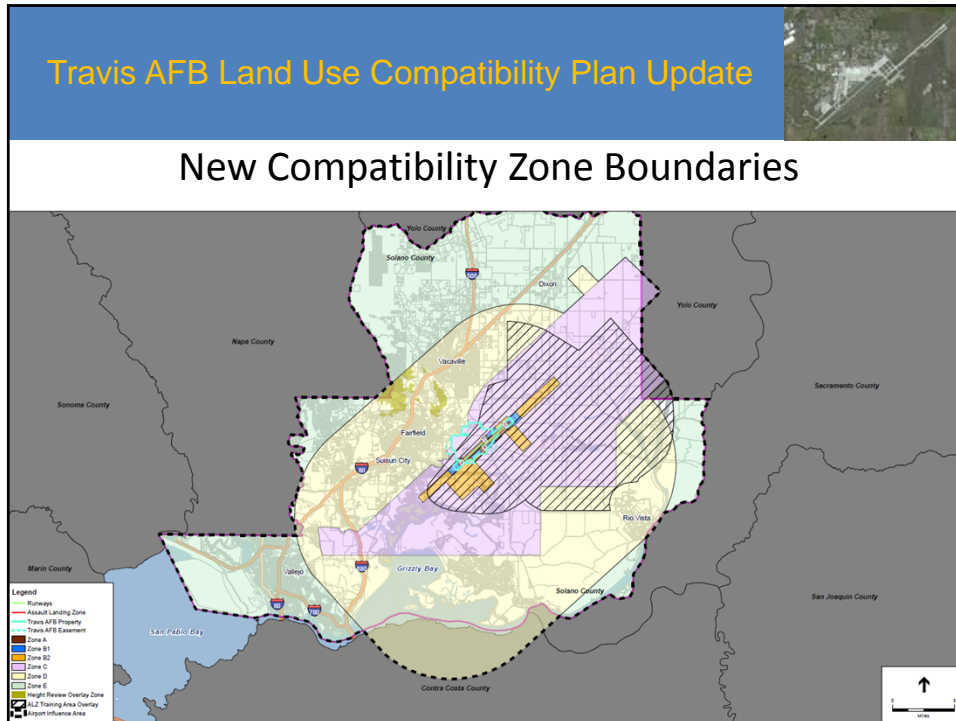 Travis AFB Land Use Compatibility Plan Update
New Compatibility Zone Boundaries
Yolo County
Solano County
Dixon
Yolo County
Napa County
Vacaville
Sacramento County
Sonoma County
Fairfield
Suisun City
80
Rio Vista
Grizzly Bay
Marin County
Vallejo
Solano County
San Joaquin County
80
San Pablo Bay
Contra Costa County
Legend
Runways
Assault Landing Zone
Travis AFB Property
Travis AFB Easement
Zone A
Zone B1
Zone B2
Zone C
Zone D
Zone E
Height Review Overlay Zone
ALZ Training Area Overlay
Airport Influence Area
Miles